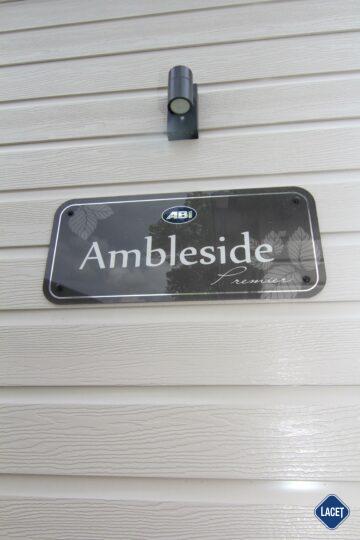 ABi
Ambleside
Premier
LACET